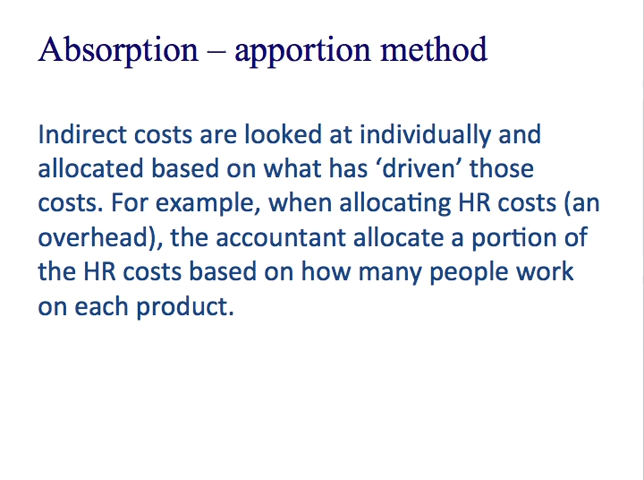 Absorption – apportion method
Indirect costs are looked at individually and
allocated based on what has ‘driven’ those
costs. For example, when allocating HR costs (an
overhead), the accountant allocate a portion of
the HR costs based on how many people work
on each product.